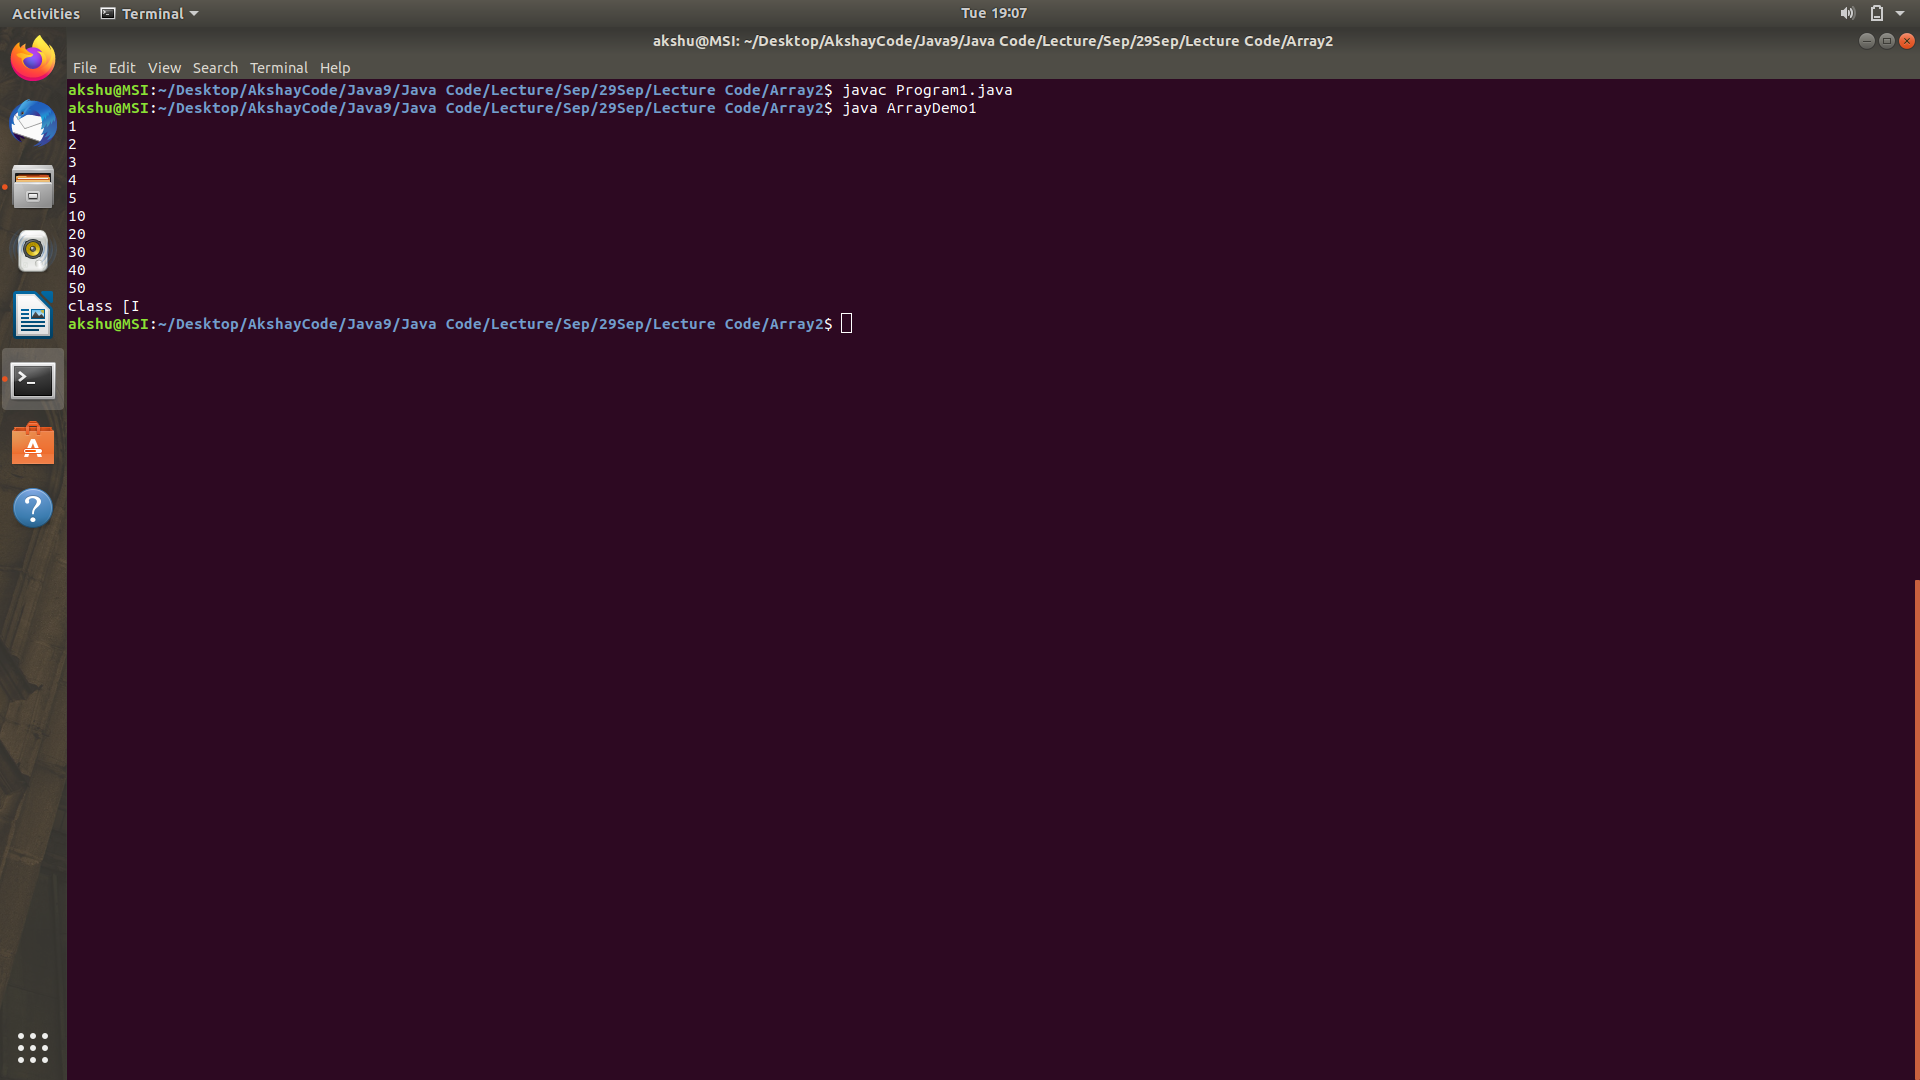 Activities Terminal Tue 19:07
akshu@MSI: ~/Desktop/AkshayCode/Java9/Java Code/Lecture/Sep/29Sep/Lecture Code/Array2
File Edit View Search Terminal Help
akshu@MSI:~/Desktop/AkshayCode/Java9/Java Code/Lecture/Sep/29Sep/Lecture Code/Array2$ javac Program1.java
akshu@MSI:~/Desktop/AkshayCode/Java9/Java Code/Lecture/Sep/29Sep/Lecture Code/Array2$ java ArrayDemo1
1
2
3
4
5
10
20
30
40
50
class [I
akshu@MSI:~/Desktop/AkshayCode/Java9/Java Code/Lecture/Sep/29Sep/Lecture Code/Array2$